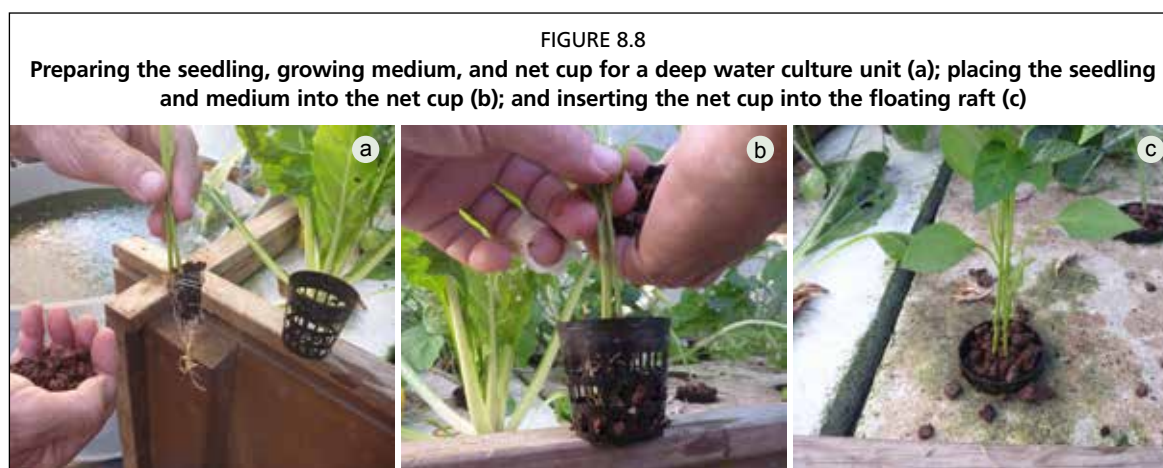 FIGURE 8.8
Preparing the seedling, growing medium, and net cup for a deep water culture unit (a); placing the seedling
and medium into the net cup (b); and inserting the net cup into the floating raft (c)
a
b
c